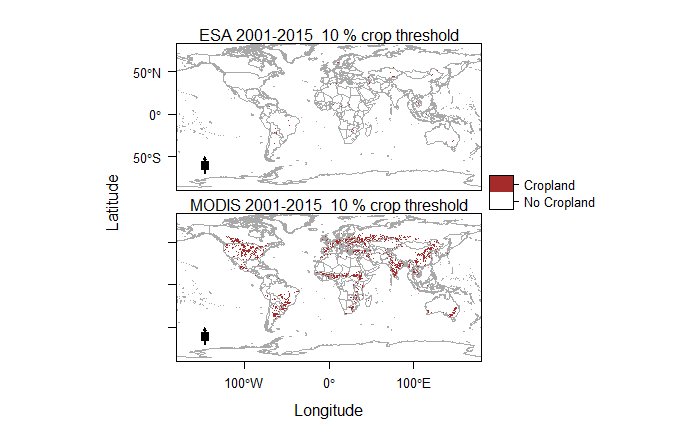 ESA 2001-2015 10 % crop threshold
50°N
0°
50°S
Latitude
Cropland
No Cropland
MODIS 2001-2015 10 % crop threshold
100°W
0°
100°E
Longitude